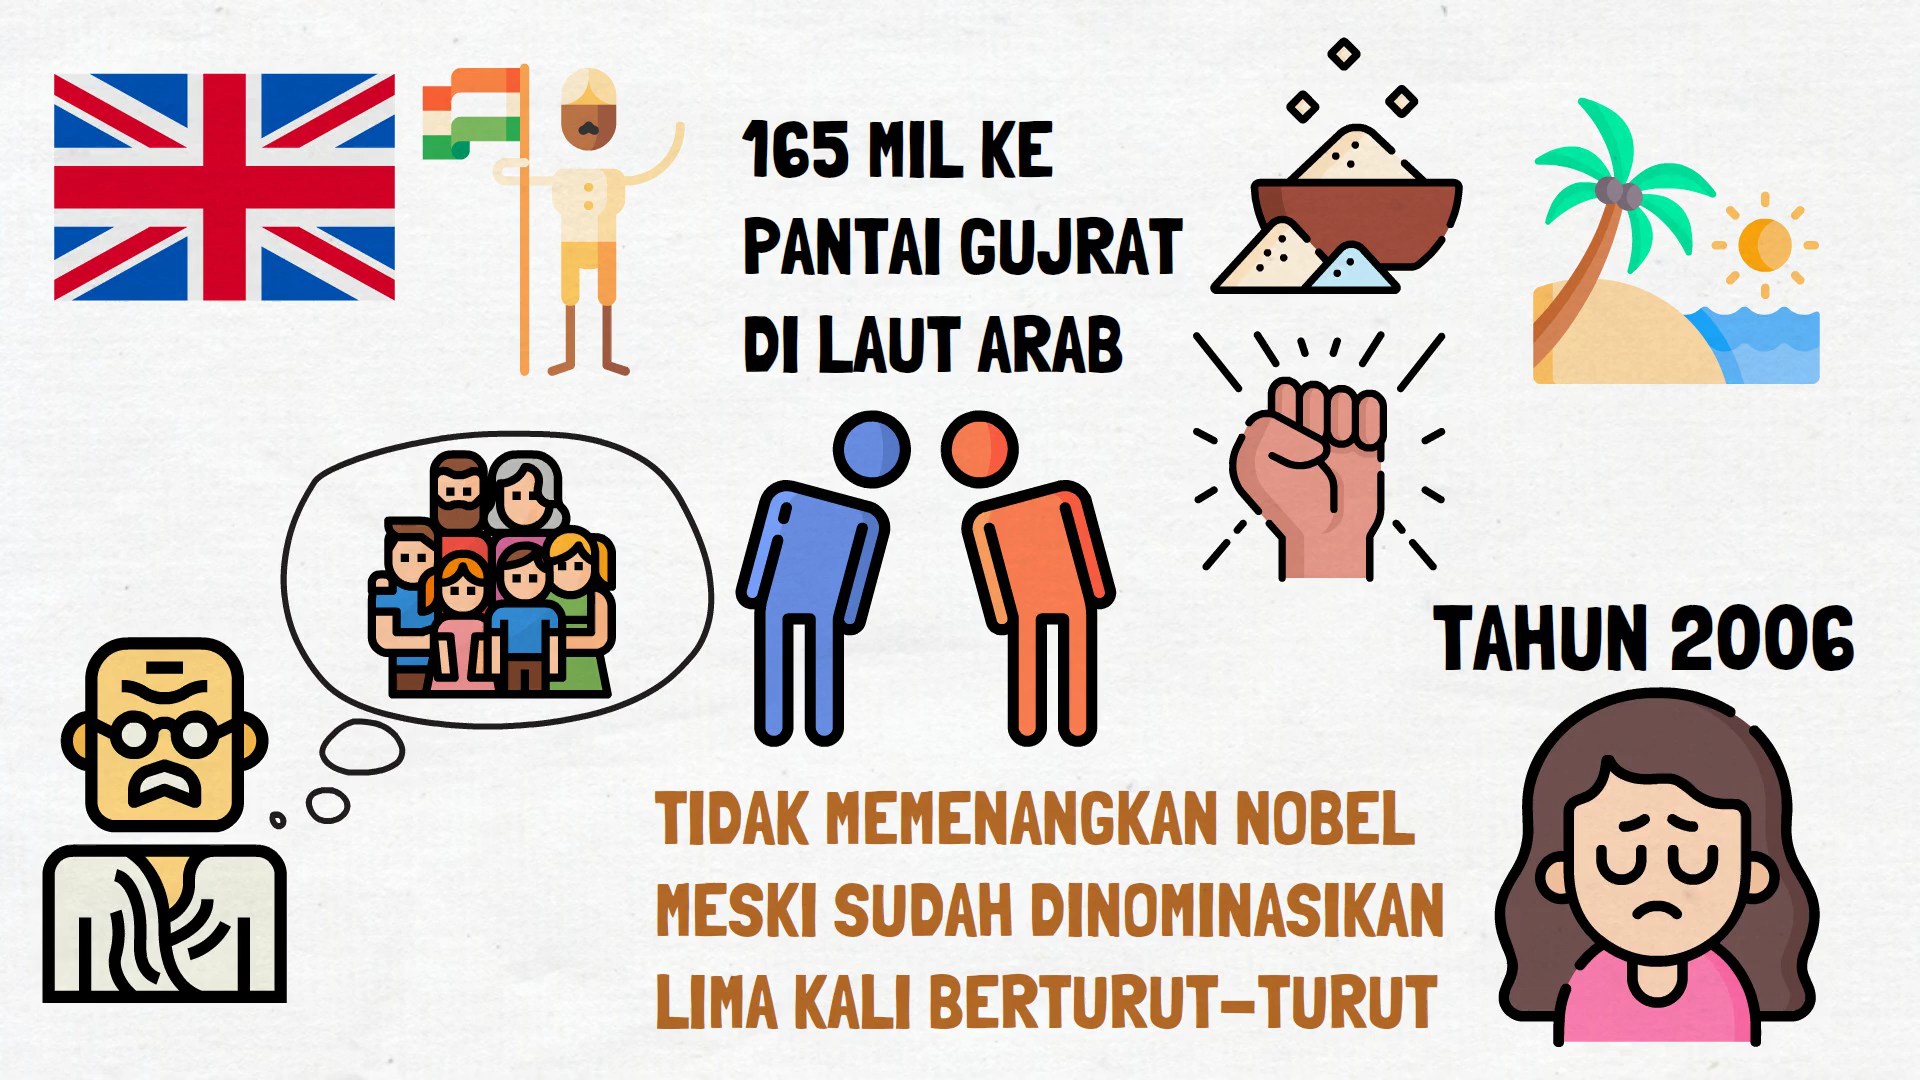 165 MIL KE
PANTAI GUJRAT
DI LAUT ARAB
TAHUN 2006
TIDAK MEMENANGKAN NOBEL
MESKI SUDAH DINOMINASIKAN
LIMA KALI BERTURUT-TURUT